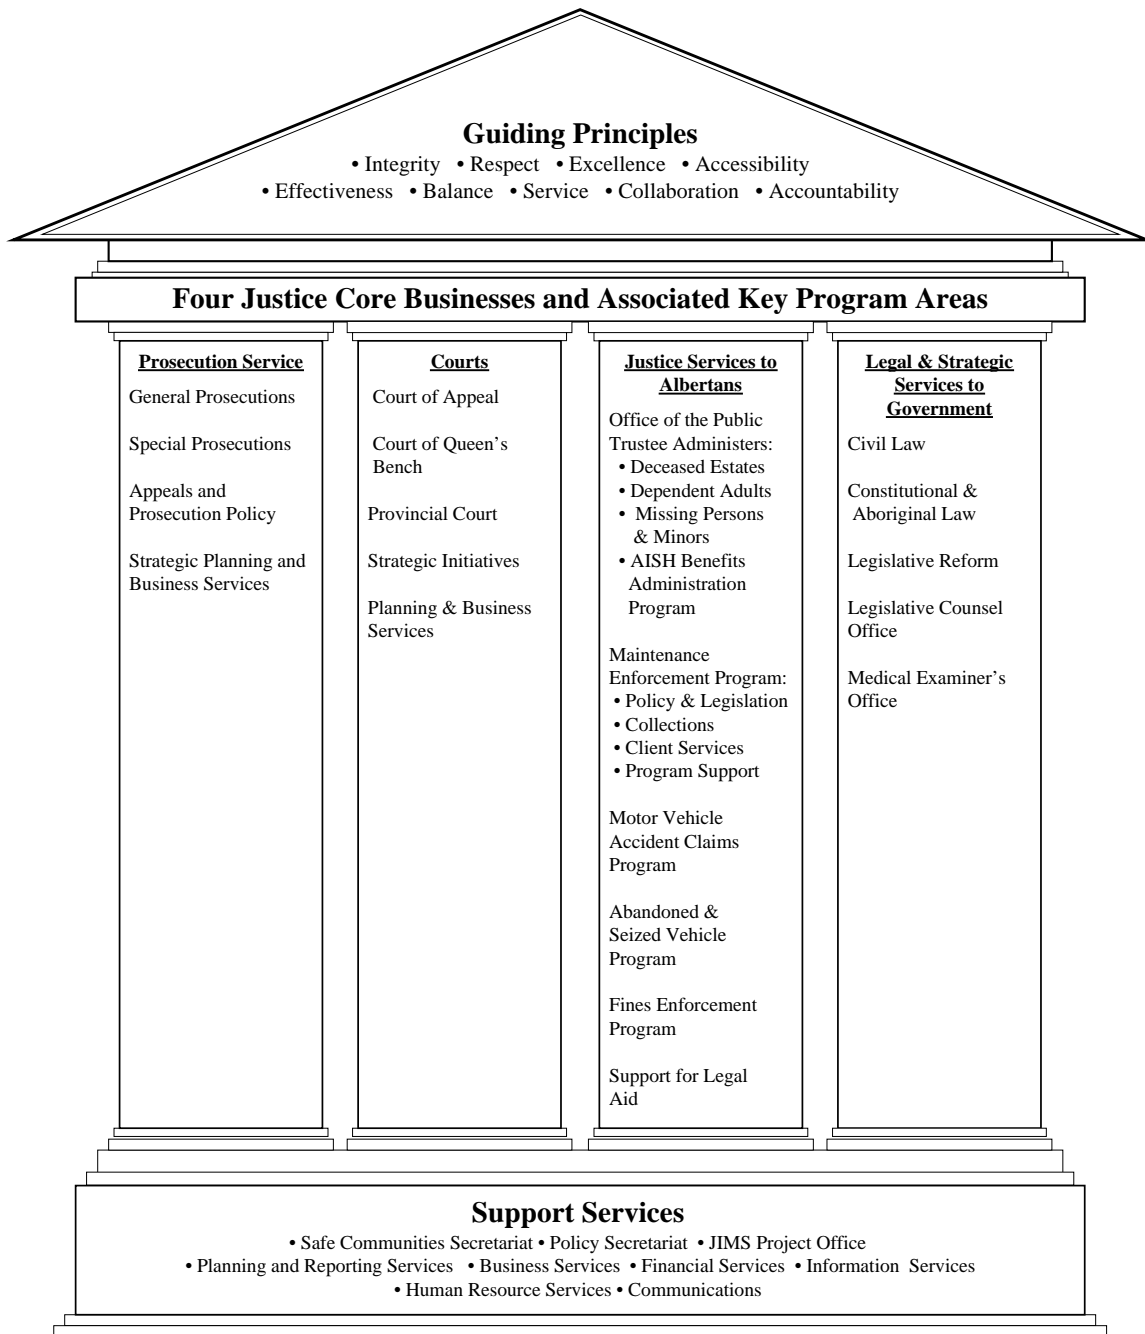 Guiding Principles
• Integrity • Respect • Excellence • Accessibility
• Effectiveness • Balance • Service • Collaboration • Accountability
Four Justice Core Businesses and Associated Key Program Areas
Prosecution Service
General Prosecutions
Special Prosecutions
Appeals and
Prosecution Policy
Strategic Planning and
Business Services
Courts
Court of Appeal
Court of Queen's
Bench
Provincial Court
Strategic Initiatives
Planning & Business
Services
Justice Services to
Albertans
Office of the Public
Trustee Administers:
• Deceased Estates
• Dependent Adults
• Missing Persons
& Minors
• AISH Benefits
Administration
Program
Maintenance
Enforcement Program:
• Policy & Legislation
• Collections
• Client Services
• Program Support
Motor Vehicle
Accident Claims
Program
Abandoned &
Seized Vehicle
Program
Fines Enforcement
Program
Support for Legal
Aid
Legal & Strategic
Services to
Government
Civil Law
Constitutional &
Aboriginal Law
Legislative Reform
Legislative Counsel
Office
Medical Examiner's
Office
Support Services
• Safe Communities Secretariat • Policy Secretariat • JIMS Project Office
• Planning and Reporting Services • Business Services • Financial Services • Information Services
• Human Resource Services • Communications